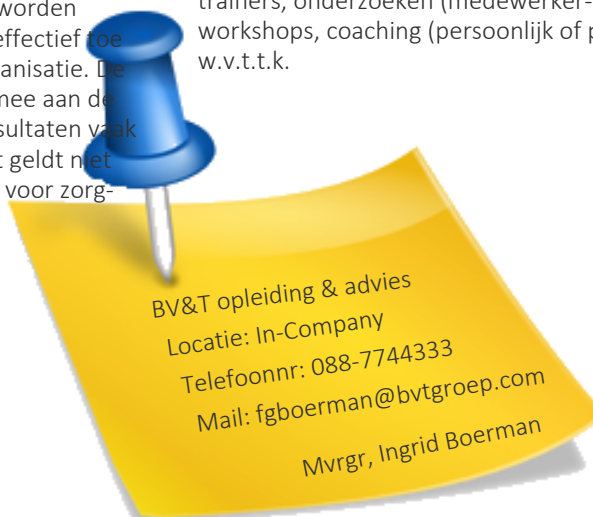 worden
effectief toe
anisatie. De
mee aan de
sultaten vaak
t geldt niet
voor zorg-
trainers, onderzoeken (medewerker-
workshops, coaching (persoonlijk of p
w.v.t.t.k.
BV&T opleiding & advies
Locatie: In-Company
Telefoonnr: 088-7744333
Mail: fgboerman@bvtgroep.com
Mvrgr, Ingrid Boerman